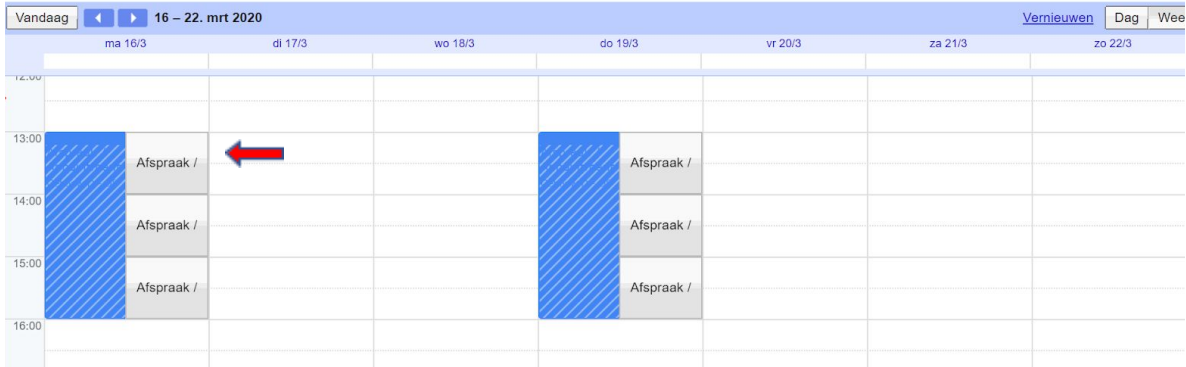 Vandaag 16 – 22. mrt 2020 Vernieuwen Dag Wee
ma 16/3 di 17/3 wo 18/3 do 19/3 vr 20/3 za 21/3 zo 22/3
12:00
13:00
Afspraak / Afspraak /
14:00
Afspraak / Afspraak /
15:00
Afspraak / Afspraak /
16:00